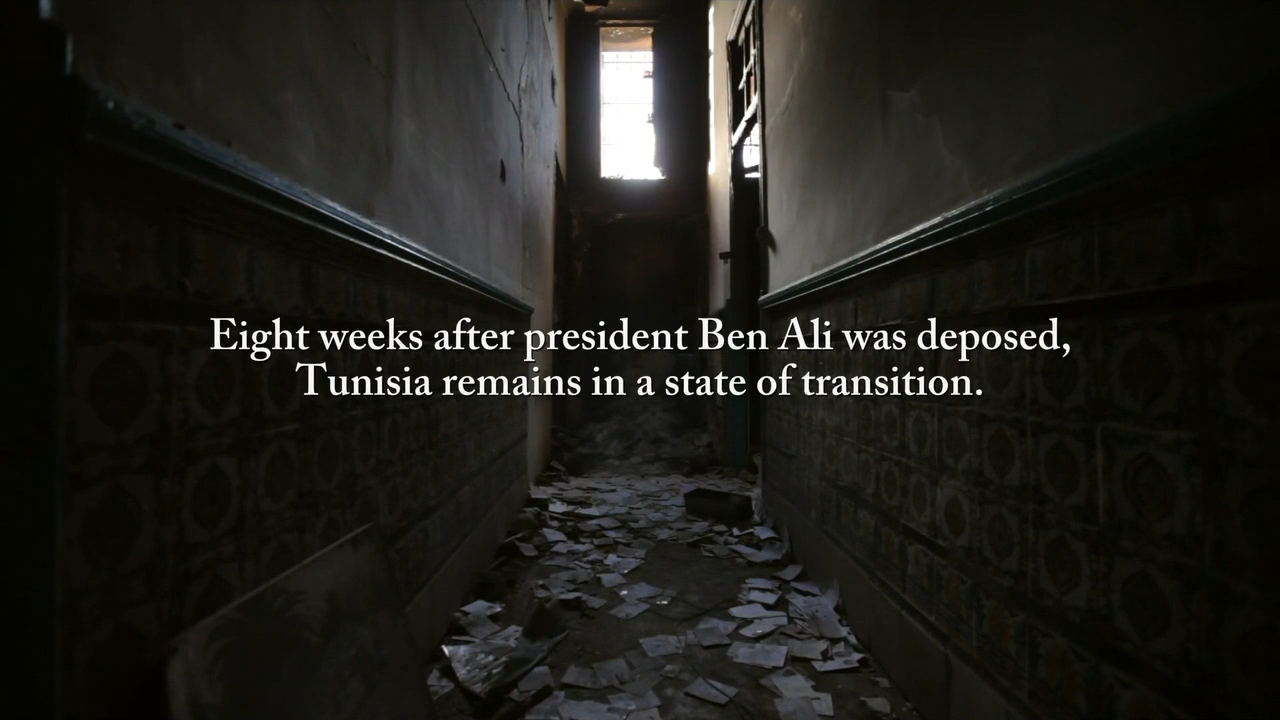 Eight weeks after president Ben Ali was deposed,
Tunisia remains in a state of transition.